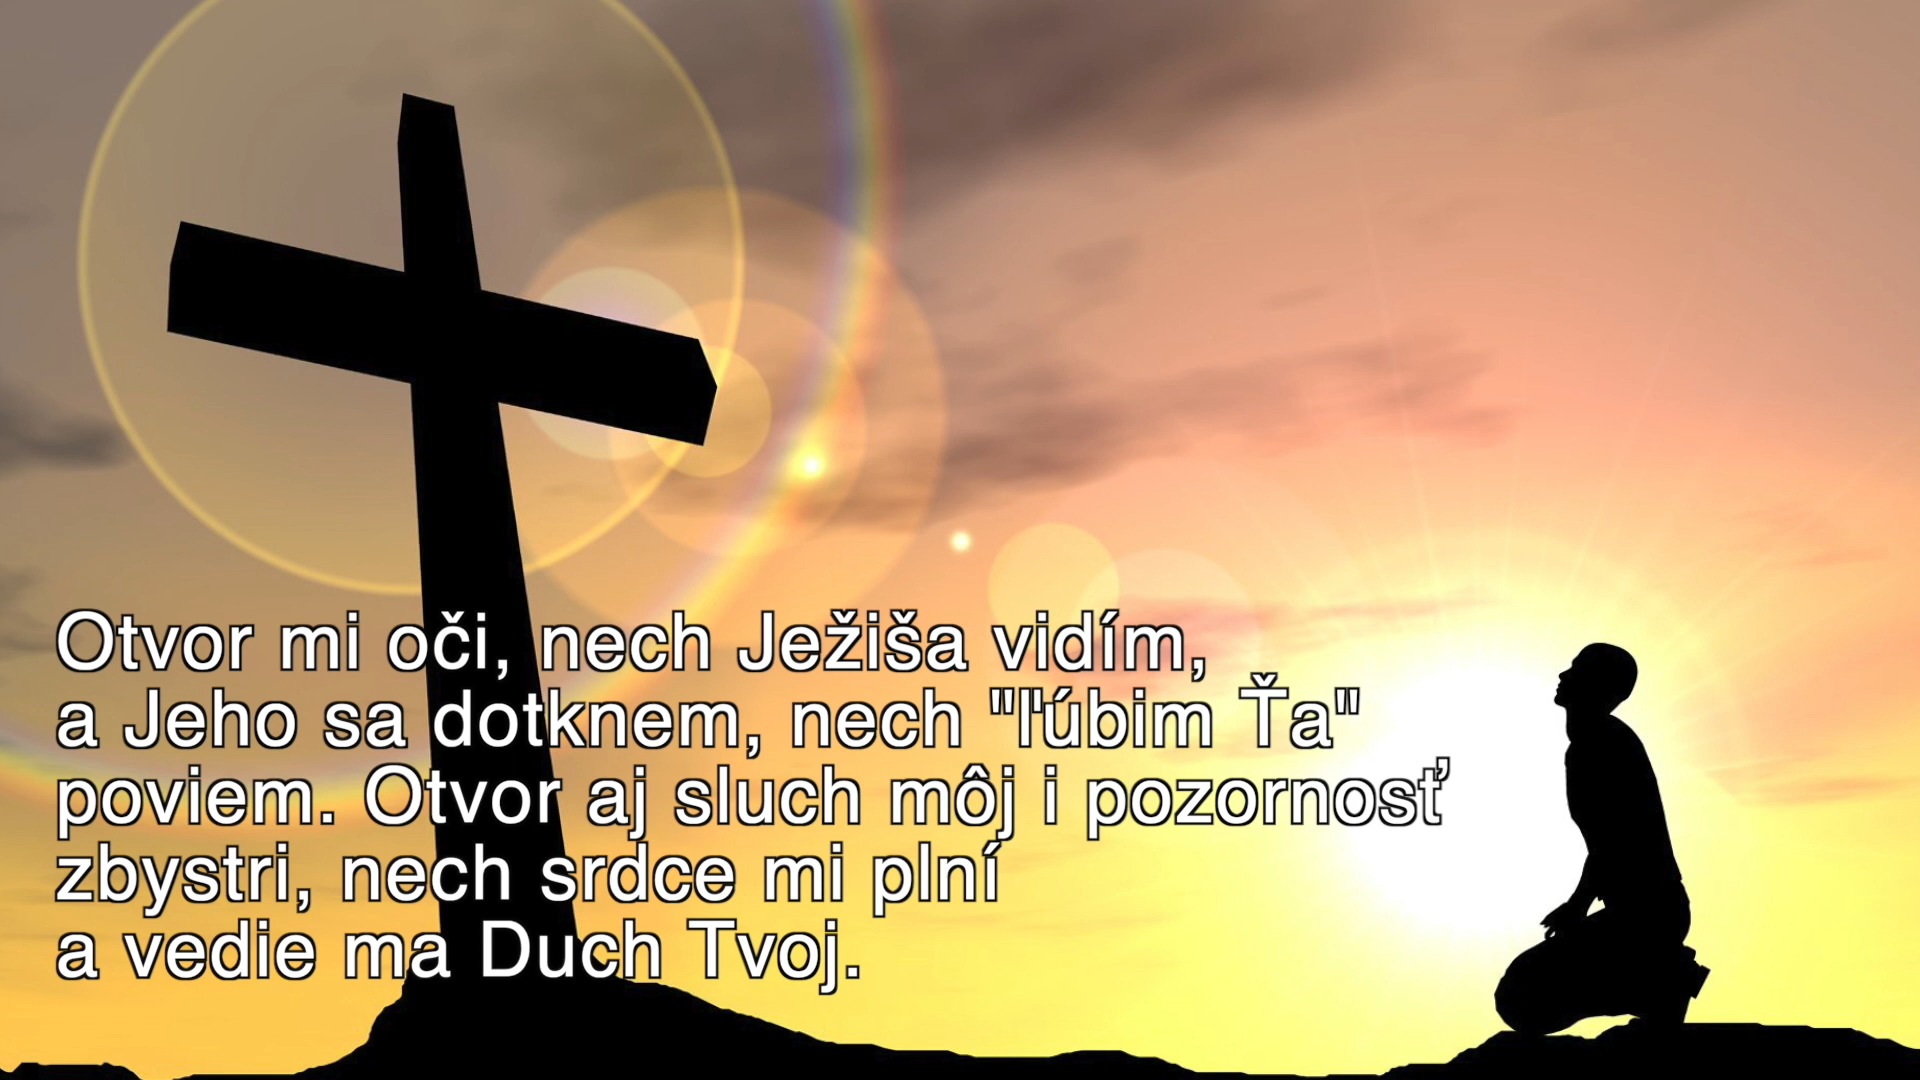 Otvor mi oči, nech Ježiša vidím,
a Jeho sa dotknem, nech "ľúbim Ťa"
poviem. Otvor aj sluch môj i pozornosť
zbystri, nech srdce mi plní
a vedie ma Duch Tvoj.